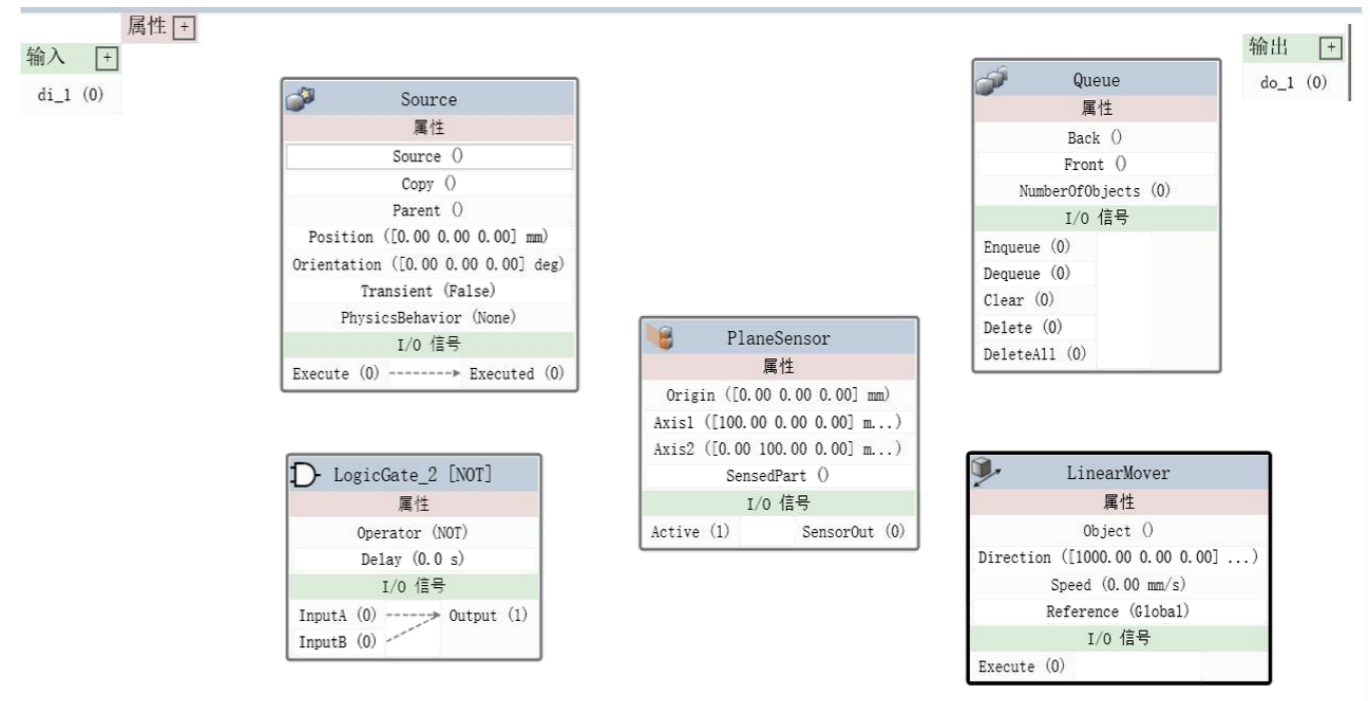 属性 +
输入 +
di_1 (0)
Source
属性
Source ()
Copy ()
Parent ()
Position ([0.00 0.00 0.00] mm)
Orientation ([0.00 0.00 0.00] deg)
Transient (False)
PhysicsBehavior (None)
I/O 信号
Execute (0) Executed (0)
LogicGate_2 [NOT]
属性
Operator (NOT)
Delay (0.0 s)
I/O 信号
InputA (0) Output (1)
InputB (0)
PlaneSensor
属性
Origin ([0.00 0.00 0.00] mm)
Axis1 ([100.00 0.00 0.00] m...)
Axis2 ([0.00 100.00 0.00] m...)
SensedPart ()
I/O 信号
Active (1) SensorOut (0)
Queue
属性
Back ()
Front ()
NumberOfObjects (0)
I/O 信号
Enqueue (0)
Dequeue (0)
Clear (0)
Delete (0)
DeleteAll (0)
LinearMover
属性
Object ()
Direction ([1000.00 0.00 0.00] ...)
Speed (0.00 mm/s)
Reference (Global)
I/O 信号
Execute (0)
输出 +
do_1 (0)